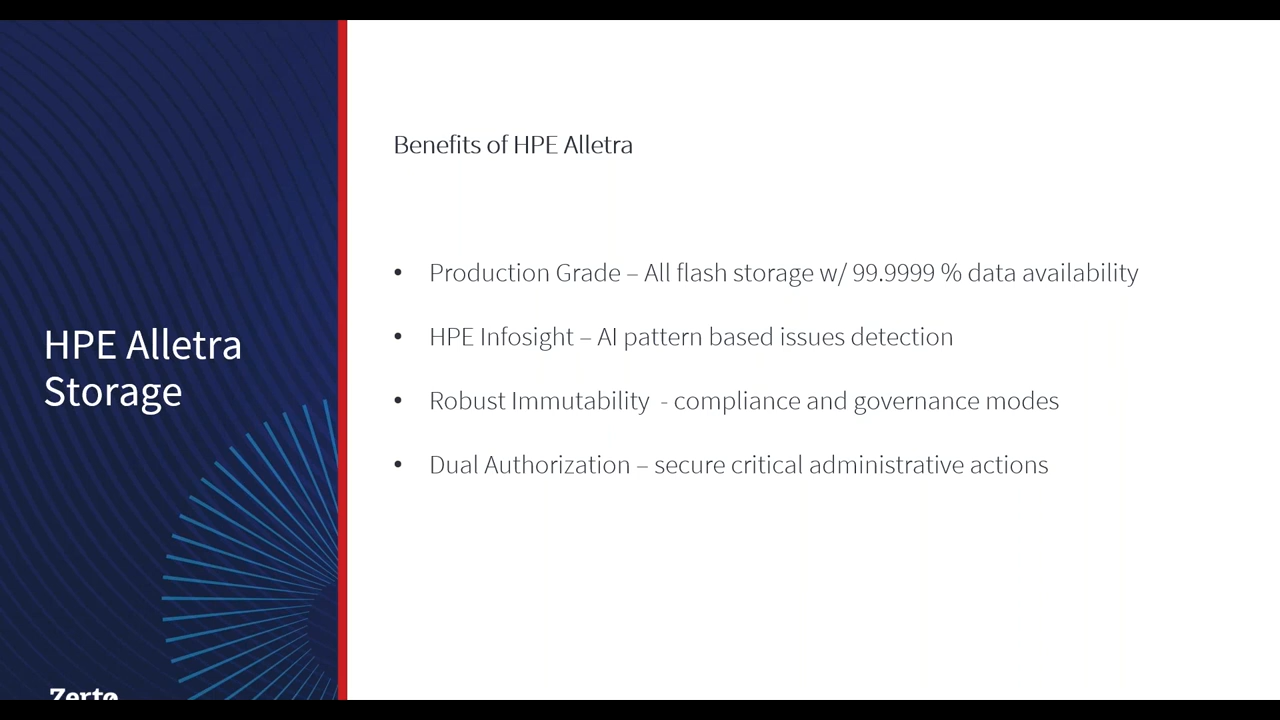 HPE Alletra
Storage
Zerto
Benefits of HPE Alletra
• Production Grade – All flash storage w/ 99.9999 % data availability
• HPE Infosight – AI pattern based issues detection
• Robust Immutability  - compliance and governance modes
• Dual Authorization – secure critical administrative actions